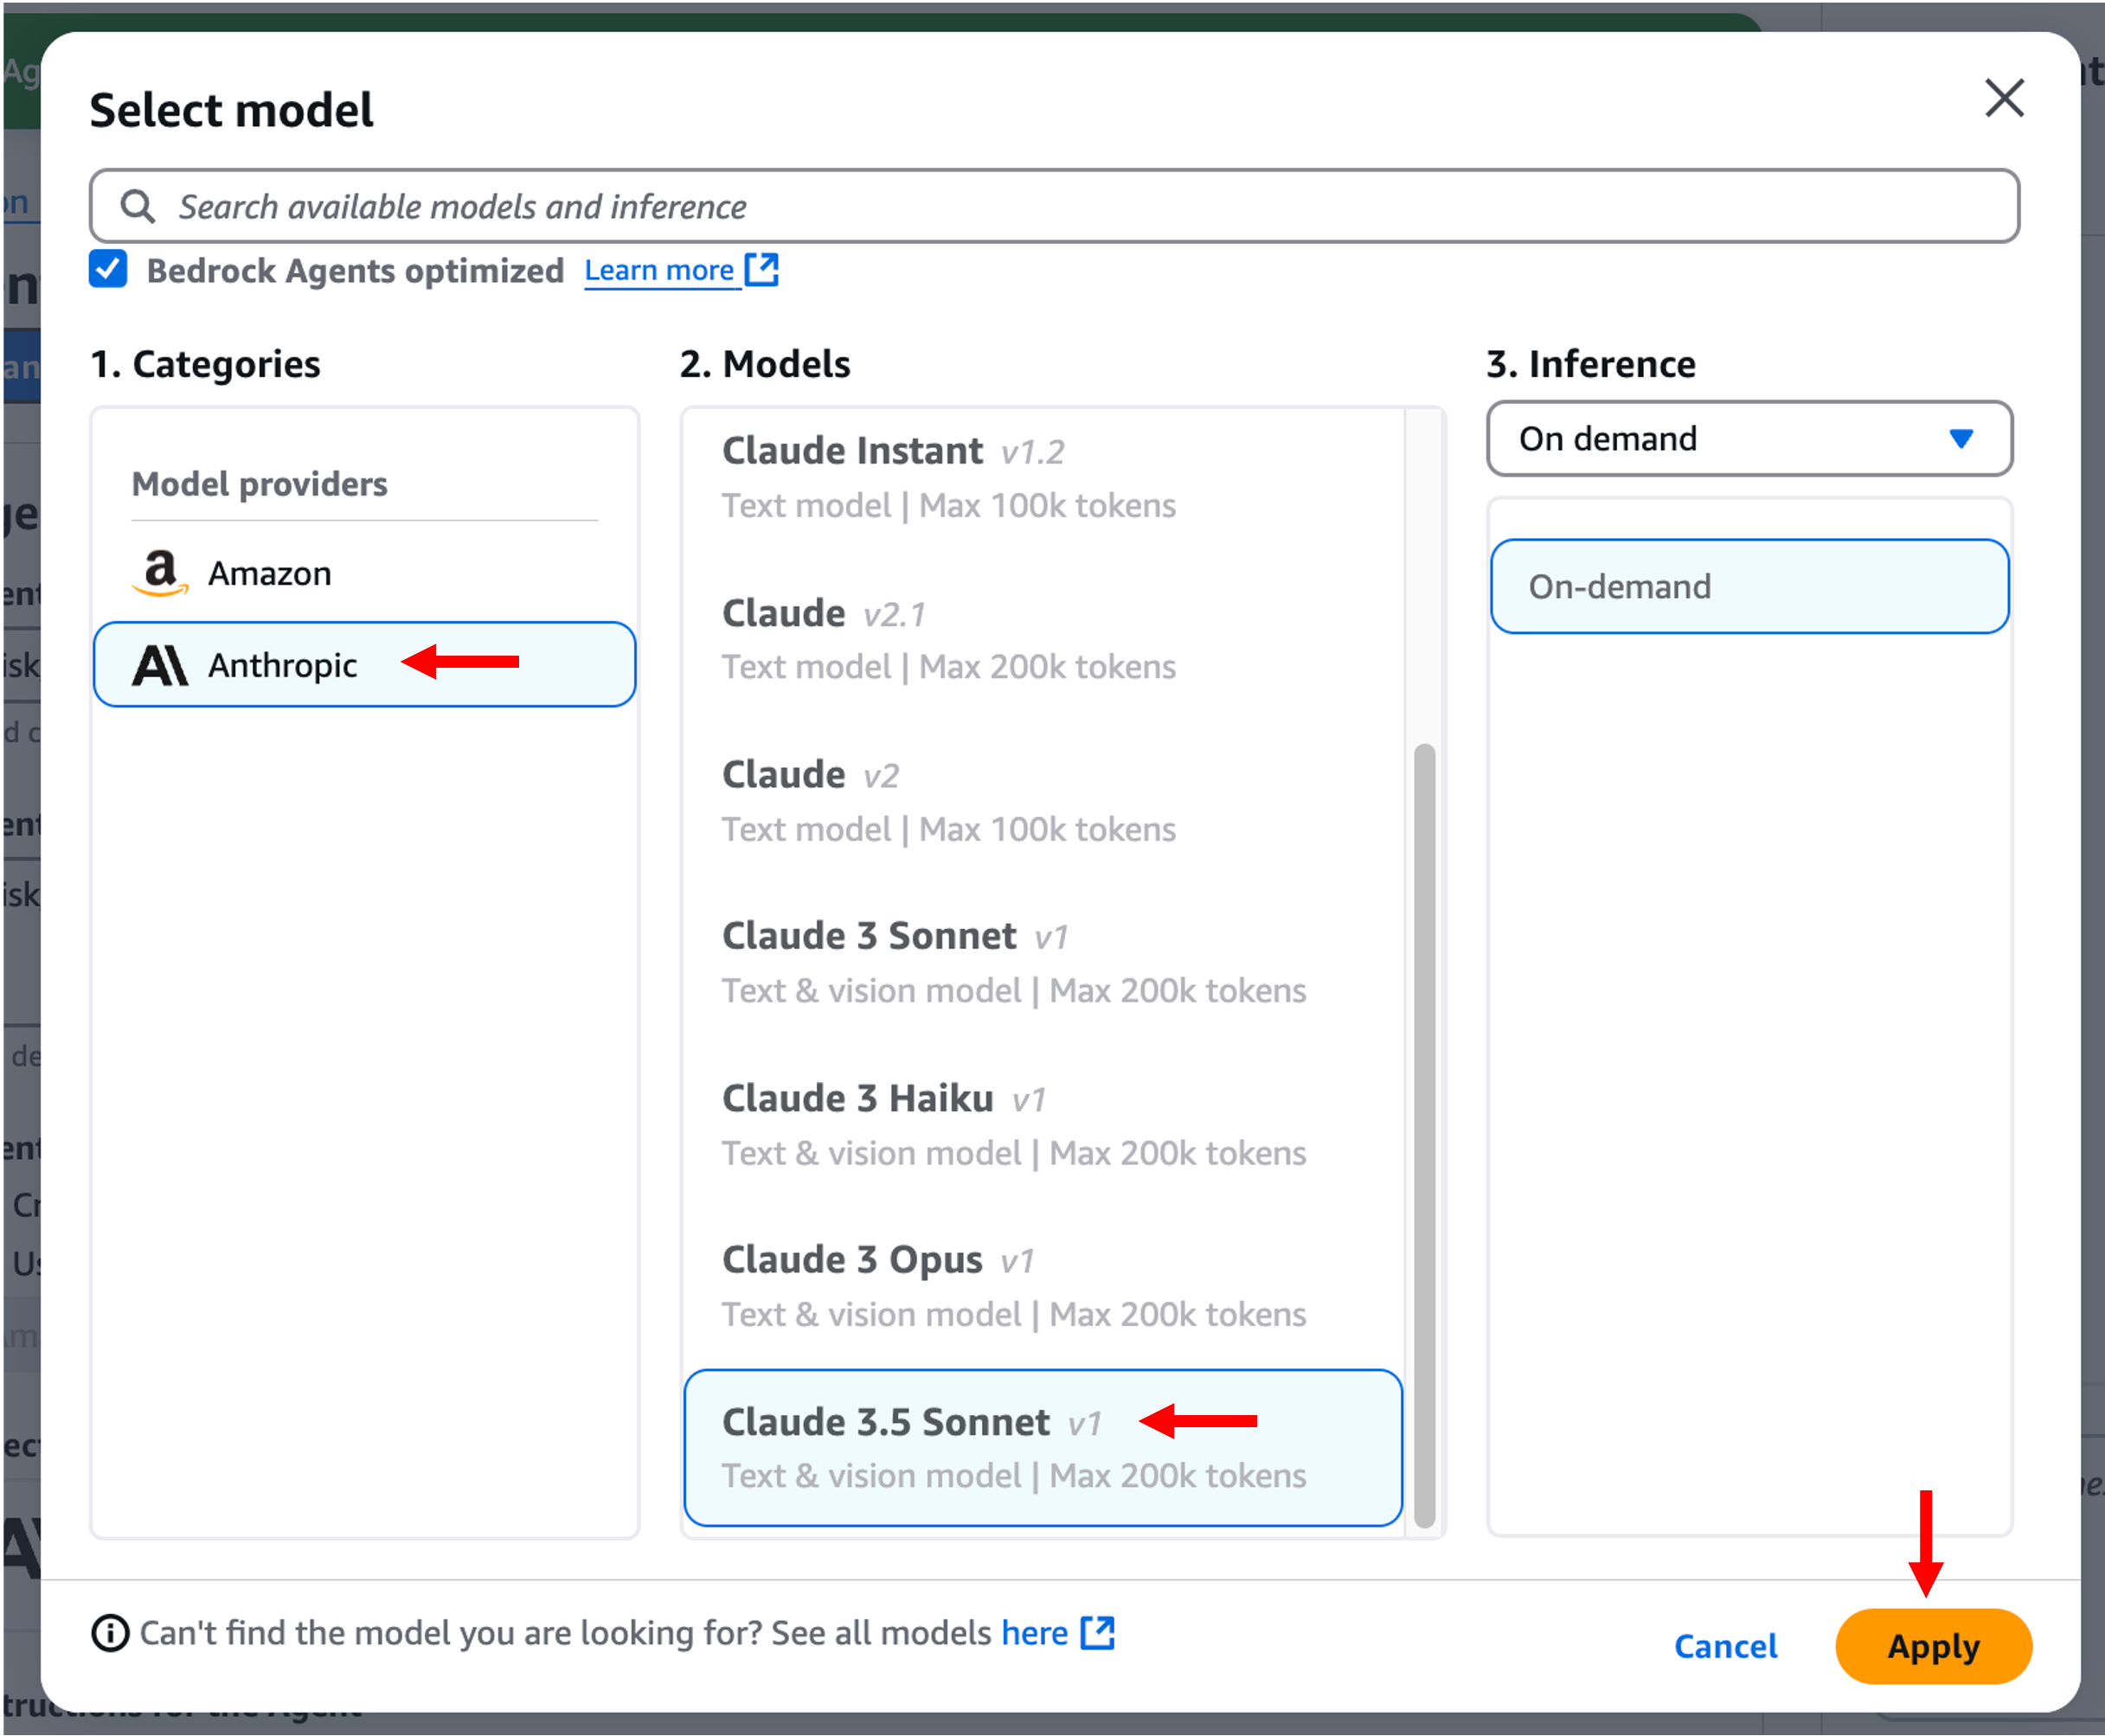 Select model
Search available models and inference
Bedrock Agents optimized Learn more
1. Categories
Model providers
Amazon
Anthropic
2. Models
Claude Instant v1.2
Text model | Max 100k tokens
Claude v2.1
Text model | Max 200k tokens
Claude v2
Text model | Max 100k tokens
Claude 3 Sonnet v1
Text & vision model | Max 200k tokens
Claude 3 Haiku v1
Text & vision model | Max 200k tokens
Claude 3 Opus v1
Text & vision model | Max 200k tokens
Claude 3.5 Sonnet v1
Text & vision model | Max 200k tokens
3. Inference
On demand
On-demand
Can't find the model you are looking for? See all models here
Cancel
Apply